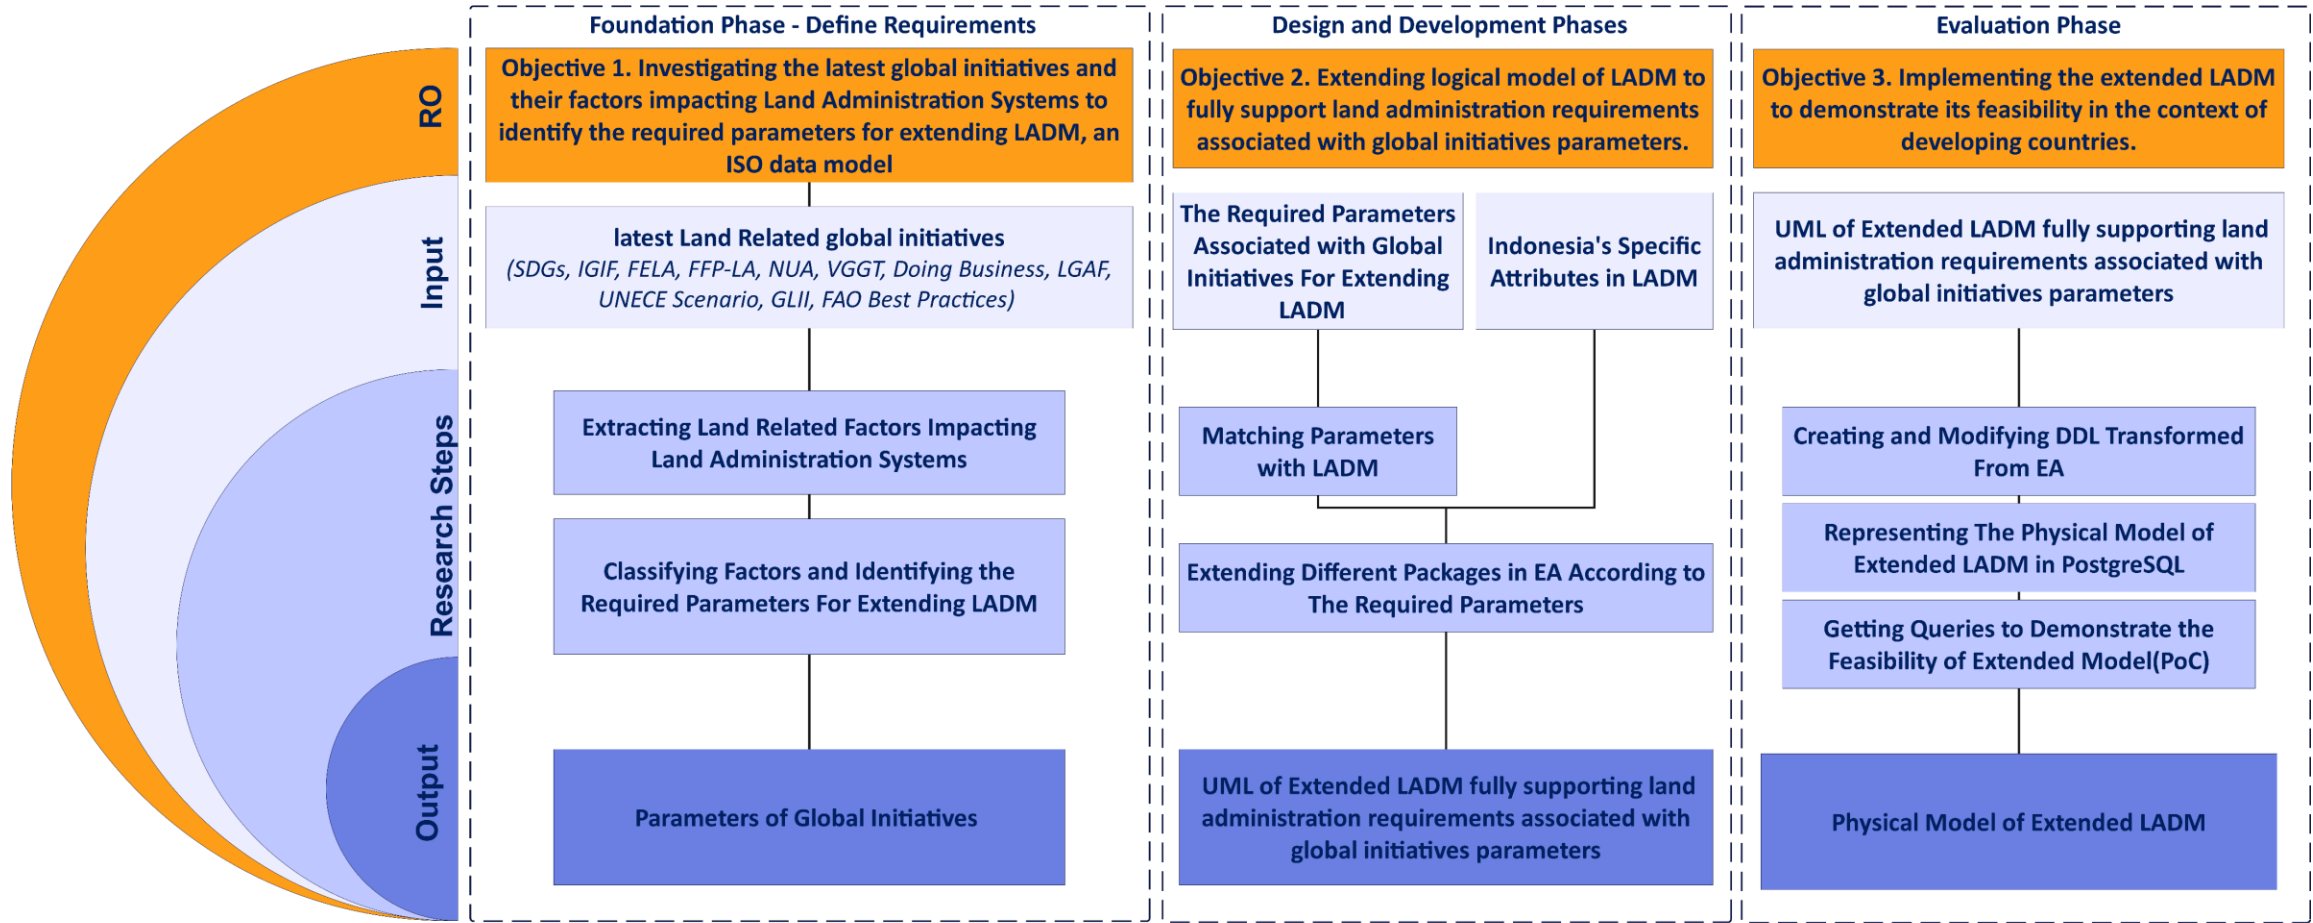 RO
Input
Research Steps
Output
Foundation Phase - Define Requirements
Objective 1. Investigating the latest global initiatives and
their factors impacting Land Administration Systems to
identify the required parameters for extending LADM, an
ISO data model
latest Land Related global initiatives
(SDGs, IGIF, FELA, FFP-LA, NUA, VGGT, Doing Business, LGAF,
UNECE Scenario, GLII, FAO Best Practices)
Extracting Land Related Factors Impacting
Land Administration Systems
Classifying Factors and Identifying the
Required Parameters For Extending LADM
Parameters of Global Initiatives
Design and Development Phases
Objective 2. Extending logical model of LADM to
fully support land administration requirements
associated with global initiatives parameters.
The Required Parameters
Associated with Global
Initiatives For Extending
LADM
Indonesia's Specific
Attributes in LADM
Matching Parameters
with LADM
Extending Different Packages in EA According to
The Required Parameters
UML of Extended LADM fully supporting land
administration requirements associated with
global initiatives parameters
Evaluation Phase
Objective 3. Implementing the extended LADM
to demonstrate its feasibility in the context of
developing countries.
UML of Extended LADM fully supporting land
administration requirements associated with
global initiatives parameters
Creating and Modifying DDL Transformed
From EA
Representing The Physical Model of
Extended LADM in PostgreSQL
Getting Queries to Demonstrate the
Feasibility of Extended Model(PoC)
Physical Model of Extended LADM